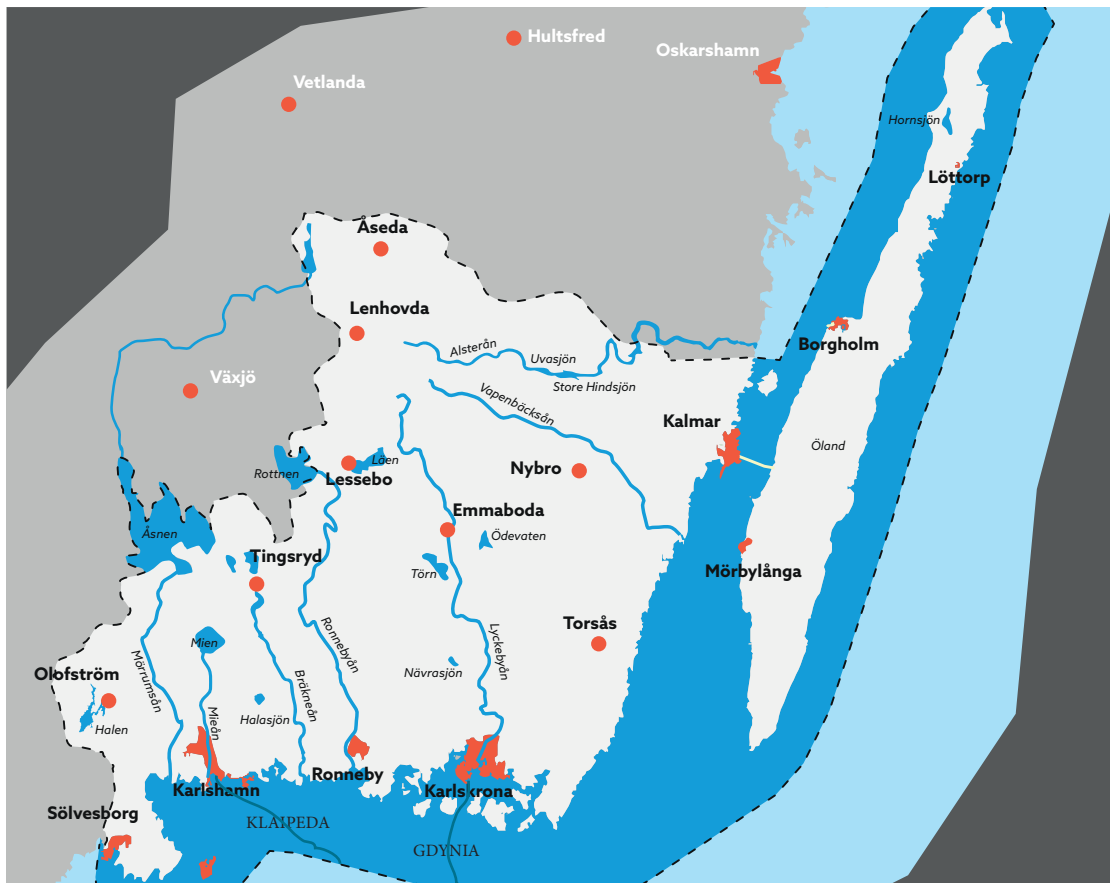 Hultsfred
Oskarshamn
Vetlanda
Hornsjön
Löttorp
Åseda
Lenhovda
Alsterån
Uvasjön
Borgholm
Växjö
Store Hindsjön
Vapenbäcksån
Kalmar
Öland
Läen
Rottnen
Lessebo
Nybro
Emmaboda
Åsnen
Ödevaten
Tingsryd
Törn
Mörbylånga
Torsås
Ronnebyån
Mien
Lyckebyån
Olofström
Mörrumsån
Nävrasjön
Bräkneån
Mieån
Halasjön
Halen
Ronneby
Karlshamn
Karlskrona
Sölvesborg
KLAIPEDA
GDYNIA